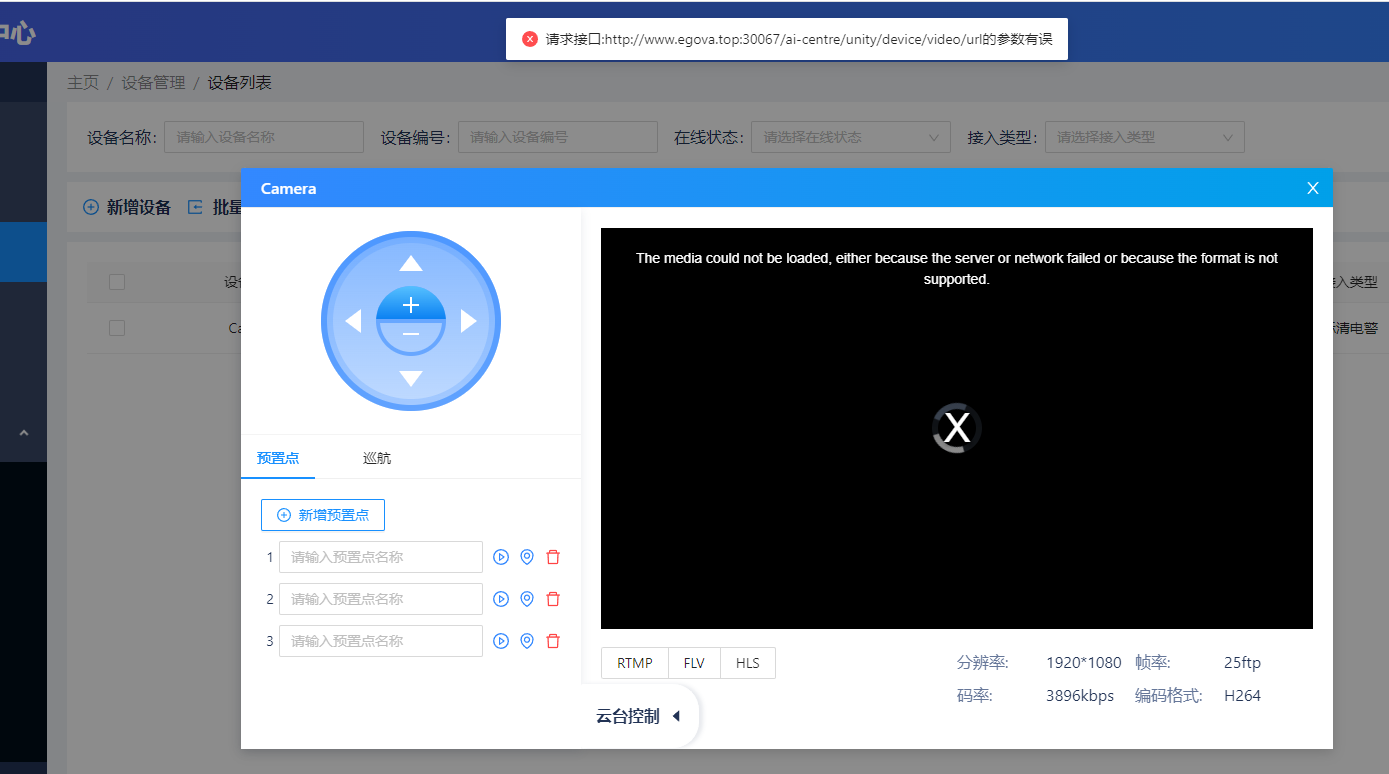 中心
请求接口:http://www.egova.top:30067/ai-centre/unity/device/video/url的参数有误
主页 / 设备管理 / 设备列表
设备名称: 请输入设备名称 设备编号: 请输入设备编号 在线状态: 请选择在线状态 接入类型: 请选择接入类型
新增设备 批量
Camera X
设 接入类型
Ca 清电警
The media could not be loaded, either because the server or network failed or because the format is not
supported.
预置点 巡航
新增预置点
1 请输入预置点名称
2 请输入预置点名称
3 请输入预置点名称
RTMP FLV HLS
分辨率: 1920*1080 帧率: 25ftp
码率: 3896kbps 编码格式: H264
云台控制